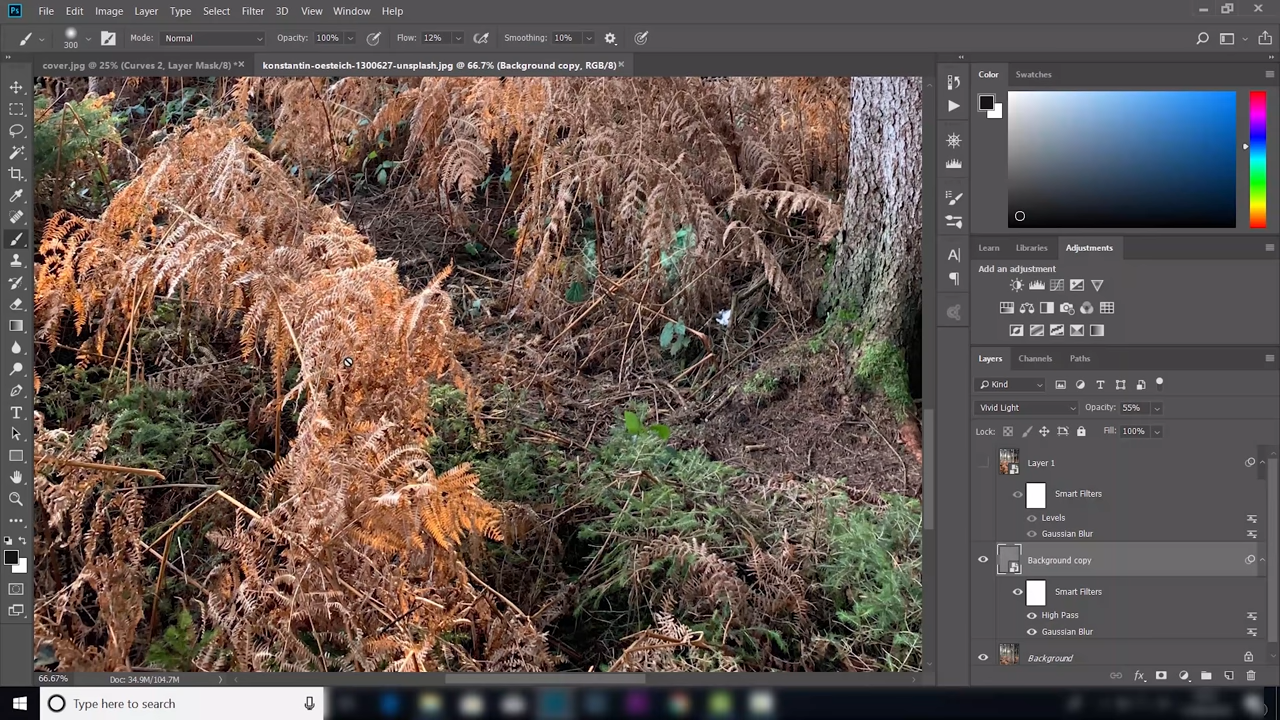 Ps File Edit Image Layer Type Select Filter 3D View Window Help
300 Mode: Normal Opacity: 100% Flow: 12% Smoothing: 10%
cover.jpg @ 25% (Curves 2, Layer Mask/8) * konstantin-oesteich-1300627-unsplash.jpg @ 66.7% (Background copy, RGB/8)
Color Swatches
Learn Libraries Adjustments
Add an adjustment
Layers Channels Paths
Kind
Vivid Light Opacity: 55%
Lock: Fill: 100%
Layer 1
Smart Filters
Levels
Gaussian Blur
Background copy
Smart Filters
High Pass
Gaussian Blur
Background
66.67% Doc: 34.9M/104.7M
Type here to search